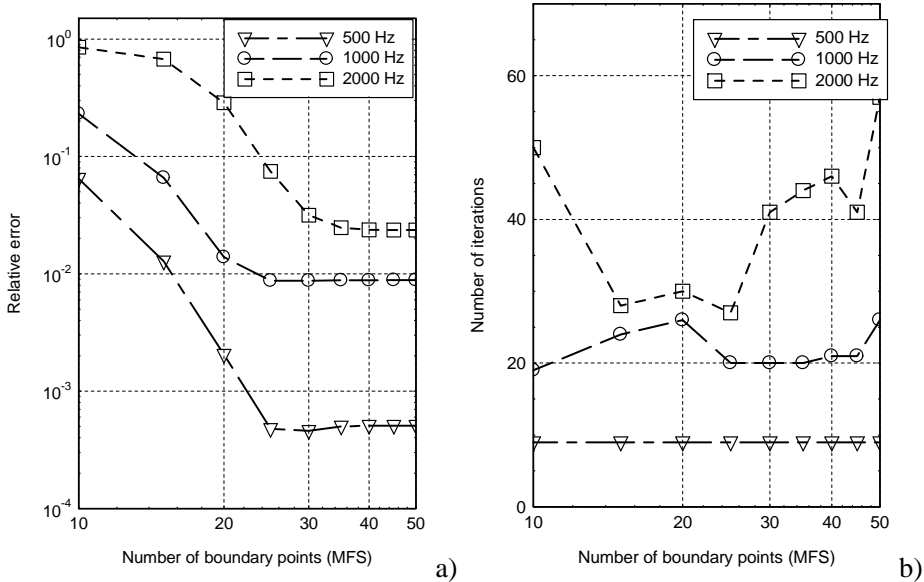 500 Hz
1000 Hz
2000 Hz
10^0
10^-1
10^-2
10^-3
10^-4
Relative error
10
20
30
40
50
Number of boundary points (MFS)
a)
500 Hz
1000 Hz
2000 Hz
60
40
20
0
Number of iterations
10
20
30
40
50
Number of boundary points (MFS)
b)